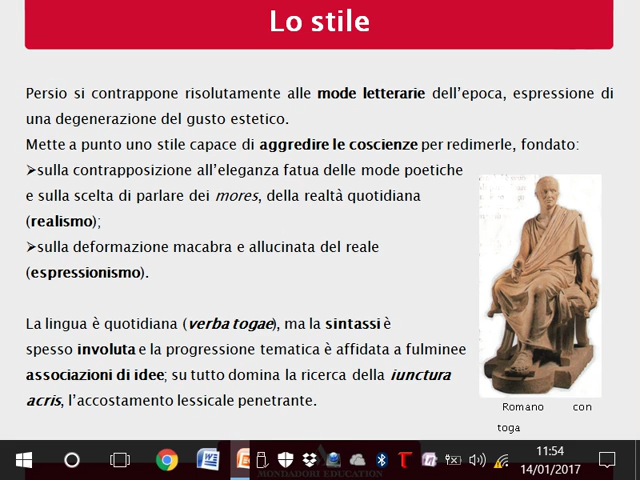 Lo stile
Persio si contrappone risolutamente alle mode letterarie dell'epoca, espressione di
una degenerazione del gusto estetico.
Mette a punto uno stile capace di aggredire le coscienze per redimerle, fondato:
➢sulla contrapposizione all'eleganza fatua delle mode poetiche
e sulla scelta di parlare dei mores, della realtà quotidiana
(realismo);
➢sulla deformazione macabra e allucinata del reale
(espressionismo).
La lingua è quotidiana (verba togae), ma la sintassi è
spesso involuta e la progressione tematica è affidata a fulminee
associazioni di idee; su tutto domina la ricerca della iunctura
acris, l'accostamento lessicale penetrante.
Romano con
toga
MONDADORI EDUCATION
11:54
14/01/2017